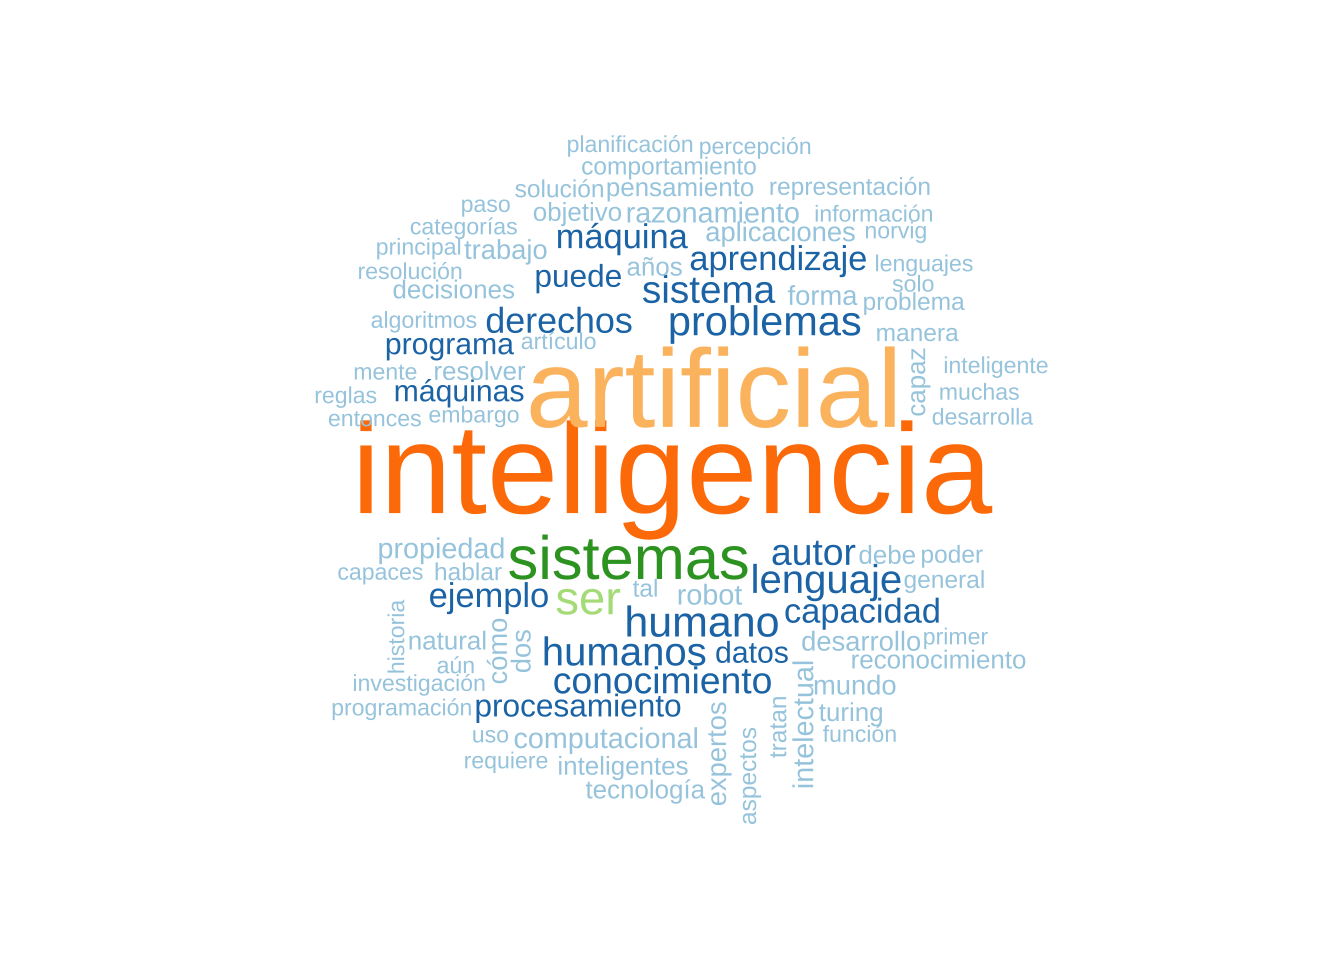 planificación percepción
comportamiento
solución pensamiento representación
paso objetivo razonamiento información
categorías máquina aplicaciones norvig
principal trabajo aprendizaje
resolución puede años lenguajes
decisiones sistema forma solo
problema
algoritmos derechos problemas manera
programa artículo
mente resolver artificial capaz inteligente
reglas máquinas muchas
entonces embargo desarrolla
inteligencia
propiedad sistemas autor debe poder
capaces hablar lenguaje general
ejemplo ser tal robot
historia humano capacidad
natural cómo dos desarrollo primer
aún humanos datos reconocimiento
investigación conocimiento intelectual mundo
programación procesamiento expertos tratan turing
uso computacional aspectos función
requiere inteligentes
tecnología